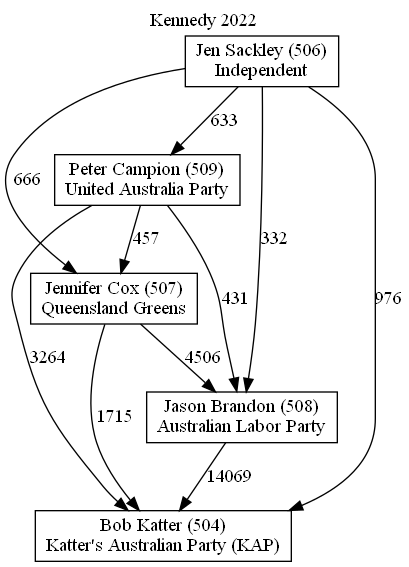 Kennedy 2022
Jen Sackley (506)
Independent
633
Peter Campion (509)
United Australia Party
666
457
332
Jennifer Cox (507)
Queensland Greens
431
976
3264
4506
1715
Jason Brandon (508)
Australian Labor Party
14069
Bob Katter (504)
Katter's Australian Party (KAP)